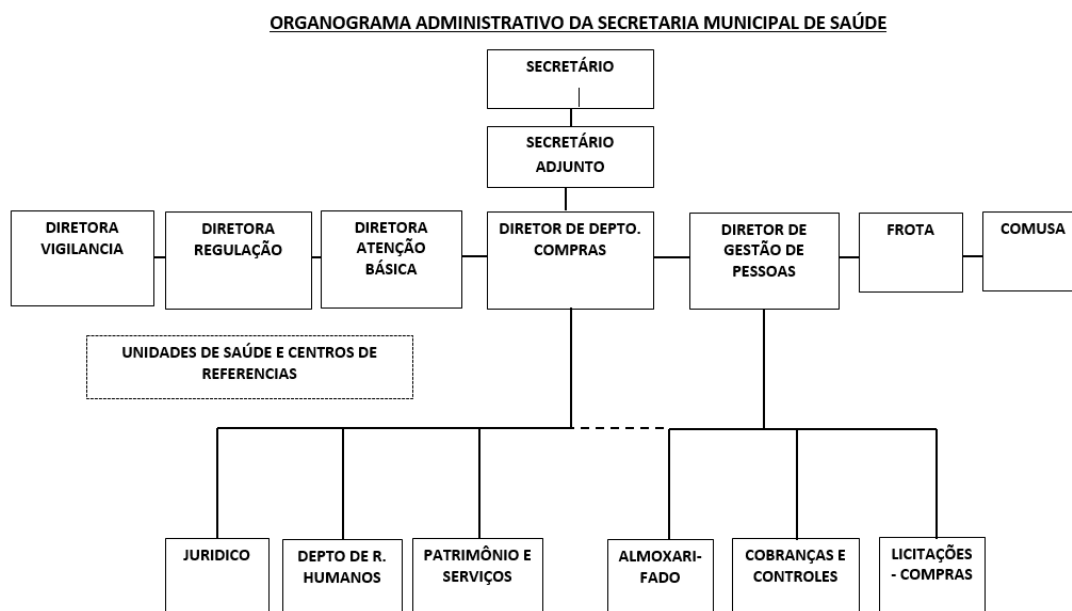 ORGANOGRAMA ADMINISTRATIVO DA SECRETARIA MUNICIPAL DE SAÚDE
SECRETÁRIO
SECRETÁRIO
ADJUNTO
DIRETORA
VIGILANCIA
DIRETORA
REGULAÇÃO
DIRETORA
ATENÇÃO
BÁSICA
DIRETOR DE DEPTO.
COMPRAS
DIRETOR DE
GESTÃO DE
PESSOAS
FROTA
COMUSA
UNIDADES DE SAÚDE E CENTROS DE
REFERENCIAS
JURIDICO
DEPTO DE R.
HUMANOS
PATRIMÔNIO E
SERVIÇOS
ALMOXARI-
FADO
COBRANÇAS E
CONTROLES
LICITAÇÕES
- COMPRAS